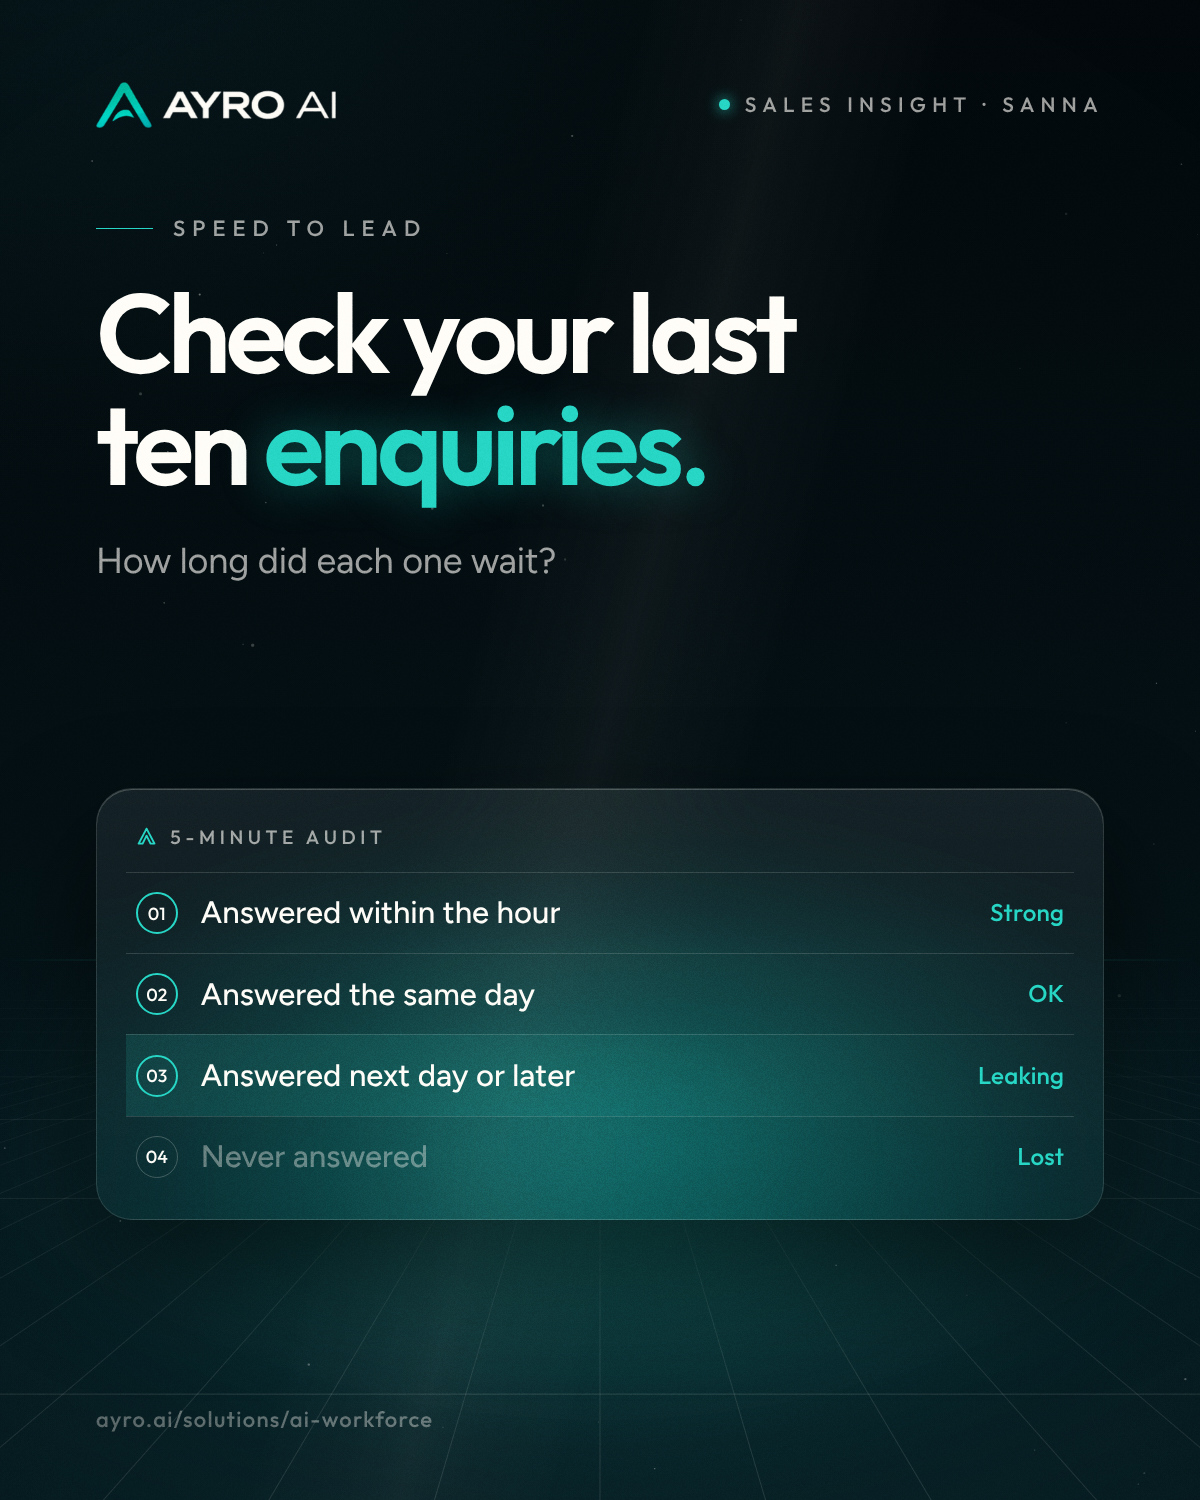 AYRO AI
SALES INSIGHT · SANNA
SPEED TO LEAD
Check your last
ten enquiries.
How long did each one wait?
5-MINUTE AUDIT
01 Answered within the hour Strong
02 Answered the same day OK
03 Answered next day or later Leaking
04 Never answered Lost
ayro.ai/solutions/ai-workforce